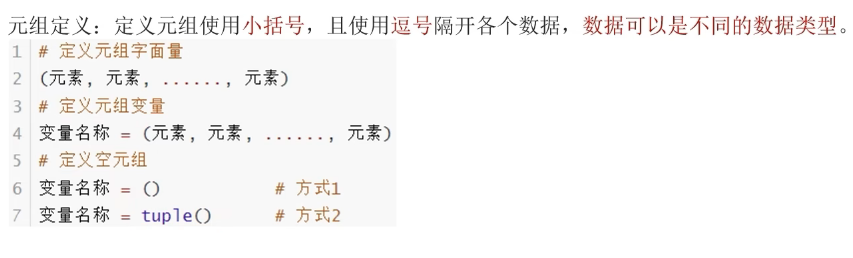 元组定义：定义元组使用小括号，且使用逗号隔开各个数据，数据可以是不同的数据类型。
1 # 定义元组字面量
2 (元素, 元素, ......, 元素)
3 # 定义元组变量
4 变量名称 = (元素, 元素, ......, 元素)
5 # 定义空元组
6 变量名称 = () # 方式1
7 变量名称 = tuple() # 方式2